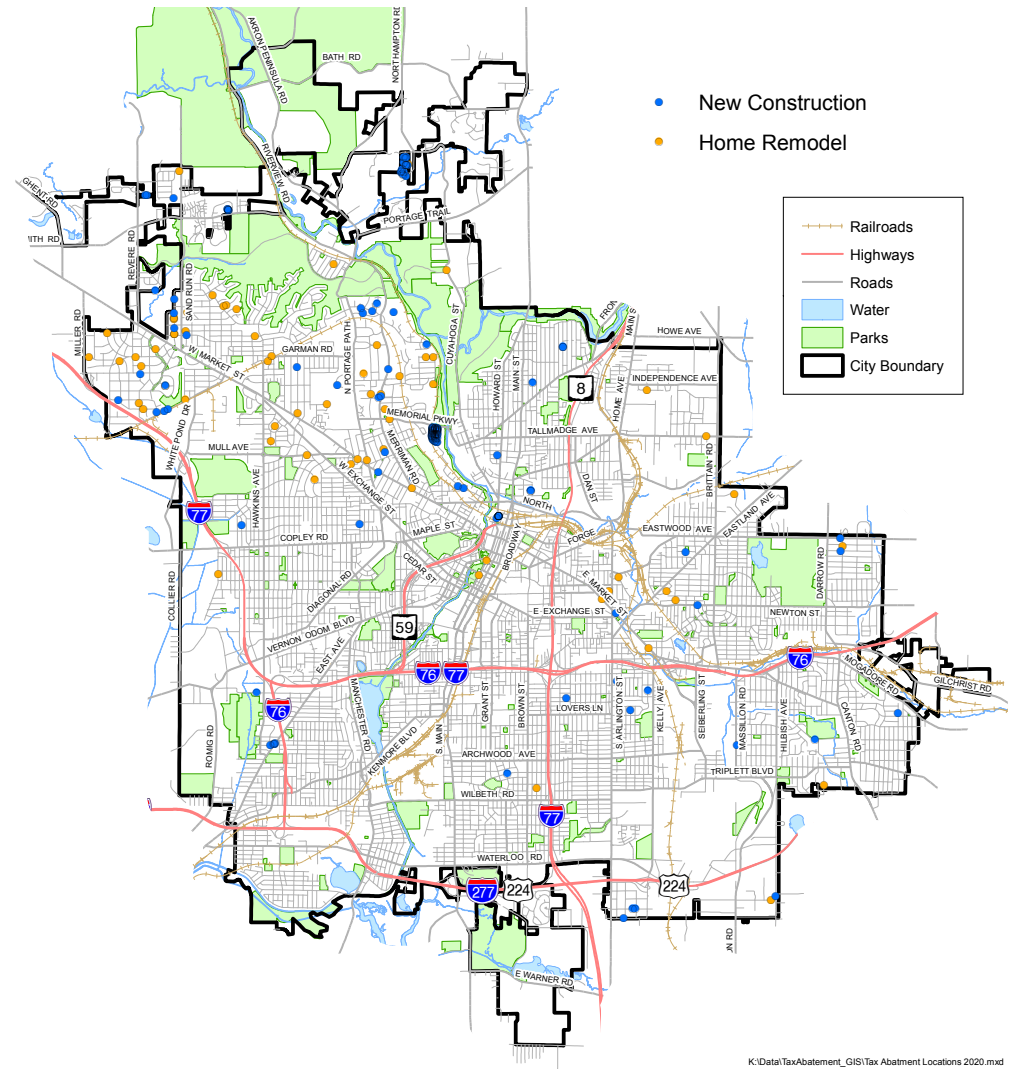 AKRON PENINSULA RD
NORTHAMPTON RD
BATH RD
New Construction
Home Remodel
RIVERVIEW RD
GHENT RD
PORTAGE TRAIL
ITH RD
REVERE RD
SAND RUN RD
Railroads
Highways
Roads
Water
Parks
City Boundary
MILLER RD
W MARKET ST
GARMAN RD
N PORTAGE PATH
CUYAHOGA ST
HOWARD ST
MAIN ST
MAIN S
HOWE AVE
8
HOME AVE
INDEPENDENCE AVE
MEMORIAL PKWY
TALLMADGE AVE
WHITE POND DR
MULL AVE
MERRIMAN RD
W EXCHANGE ST
HAWKINS AVE
DAN ST
BRITTAIN RD
EASTLAND AVE
77
NORTH
MAPLE ST
BROADWAY
FORGE
EASTWOOD AVE
COPLEY RD
CEDAR ST
DIAGONAL RD
COLLIER RD
DARROW RD
E MARKET ST
E EXCHANGE ST
NEWTON ST
VERNON ODOM BLVD
59
EAST AVE
76
77
76
MOGADORE RD
GILCHRIST RD
76
MANCHESTER RD
GRANT ST
BROWN ST
LOVERS LN
S ARLINGTON ST
KELLY AVE
SEIBERLING ST
MASSILLON RD
HILBISH AVE
CANTON RD
ROMIG RD
KENMORE BLVD
S. MAIN
ARCHWOOD AVE
TRIPLETT BLVD
WILBETH RD
77
WATERLOO RD
277
224
224
ON RD
E WARNER RD
K:\Data\TaxAbatement_GIS\Tax Abatment Locations 2020.mxd